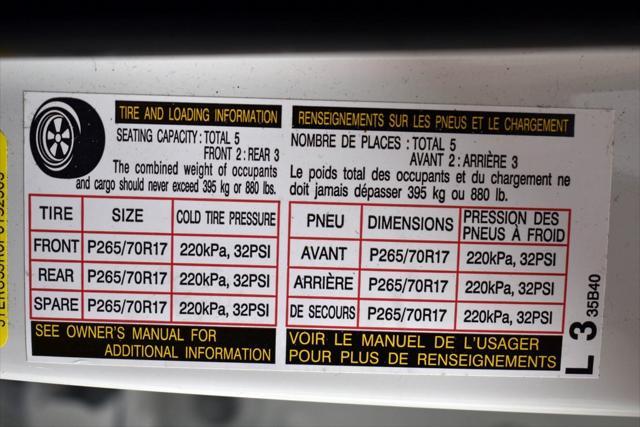 TIRE AND LOADING INFORMATION
SEATING CAPACITY: TOTAL 5
FRONT 2: REAR 3
The combined weight of occupants
and cargo should never exceed 395 kg or 880 lbs.
TIRE SIZE COLD TIRE PRESSURE
FRONT P265/70R17 220kPa, 32PSI
REAR P265/70R17 220kPa, 32PSI
SPARE P265/70R17 220kPa, 32PSI
SEE OWNER'S MANUAL FOR
ADDITIONAL INFORMATION
RENSEIGNEMENTS SUR LES PNEUS ET LE CHARGEMENT
NOMBRE DE PLACES : TOTAL 5
AVANT 2: ARRIÈRE 3
Le poids total des occupants et du chargement ne
doit jamais dépasser 395 kg ou 880 lb.
PNEU DIMENSIONS PRESSION DES
PNEUS À FROID
AVANT P265/70R17 220kPa, 32PSI
ARRIÈRE P265/70R17 220kPa, 32PSI
DE SECOURS P265/70R17 220kPa, 32PSI
VOIR LE MANUEL DE L'USAGER
POUR PLUS DE RENSEIGNEMENTS
L 3
35B40